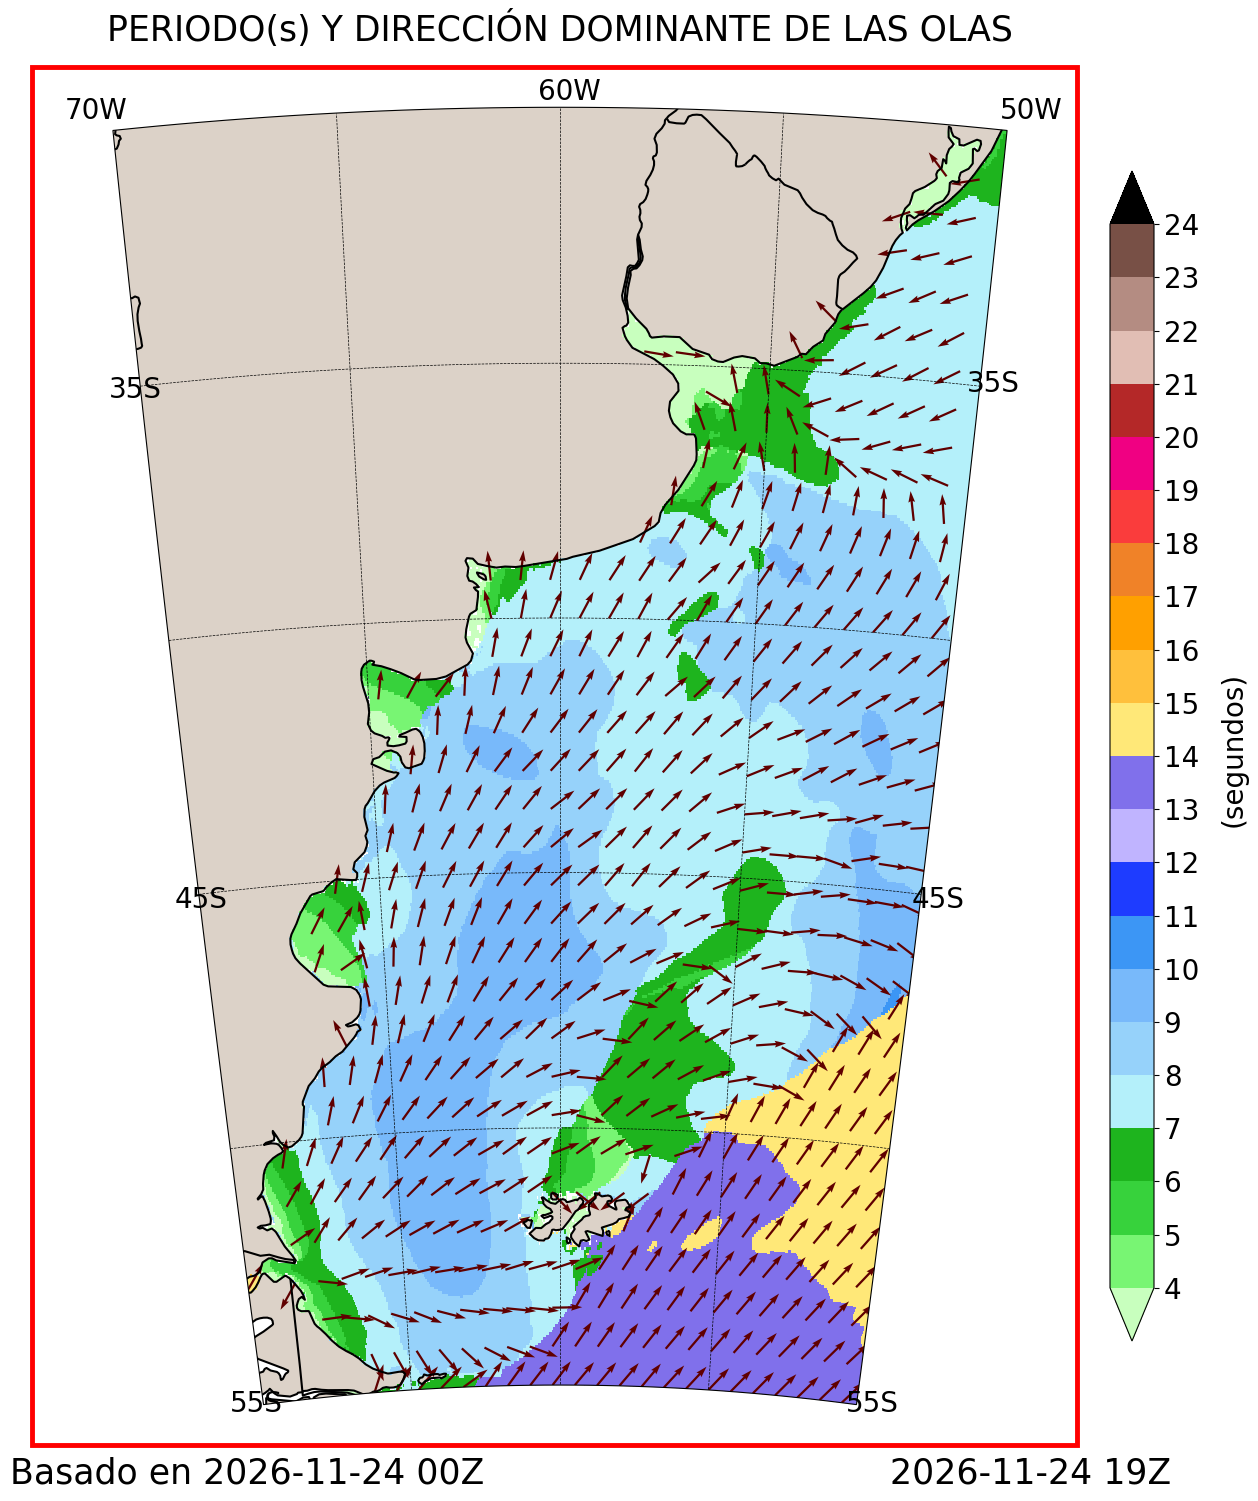 PERIODO(s) Y DIRECCIÓN DOMINANTE DE LAS OLAS
70W
60W
50W
35S
35S
45S
45S
55S
55S
24
23
22
21
20
19
18
17
16
15
14
13
12
11
10
9
8
7
6
5
4
(segundos)
Basado en 2026-11-24 00Z
2026-11-24 19Z